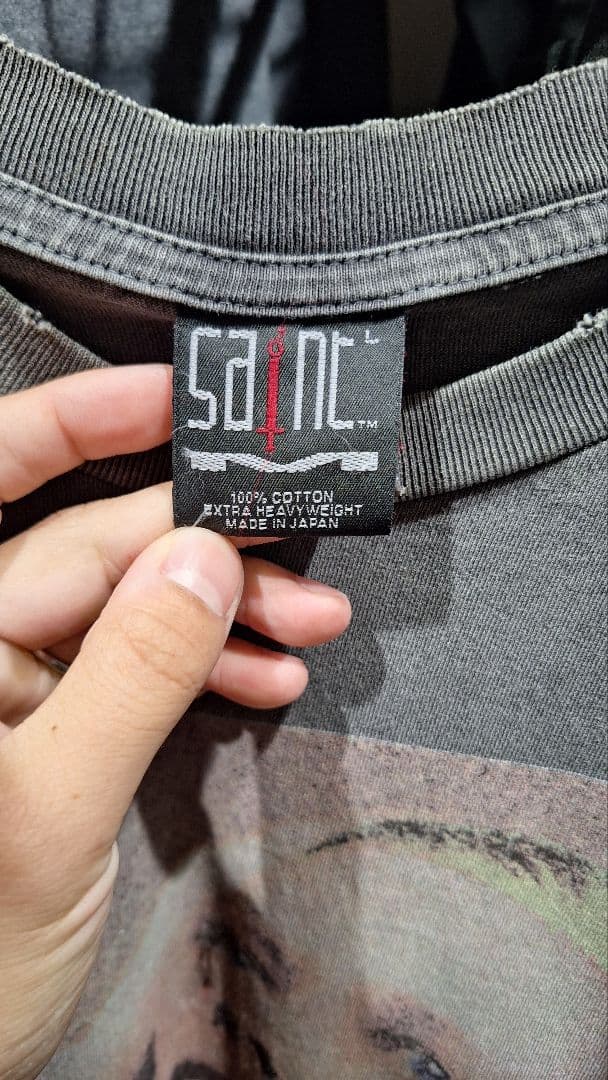 saint L
TM
100% COTTON
EXTRA HEAVYWEIGHT
MADE IN JAPAN